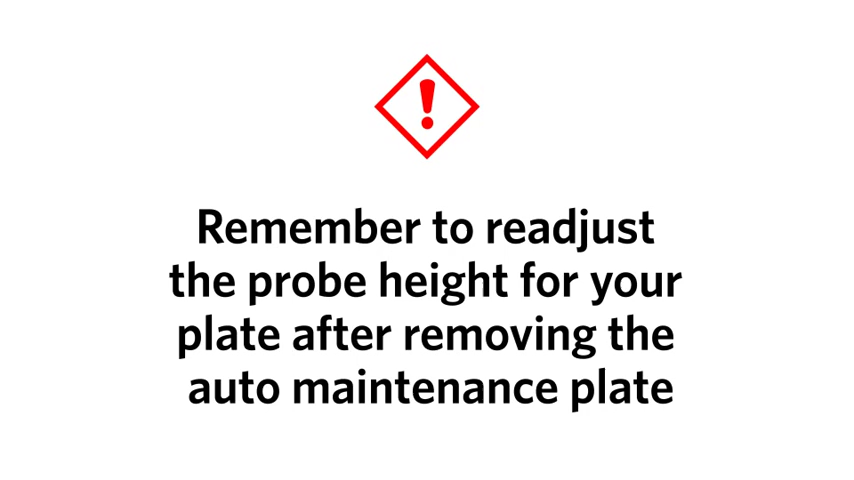 Remember to readjust
the probe height for your
plate after removing the
auto maintenance plate